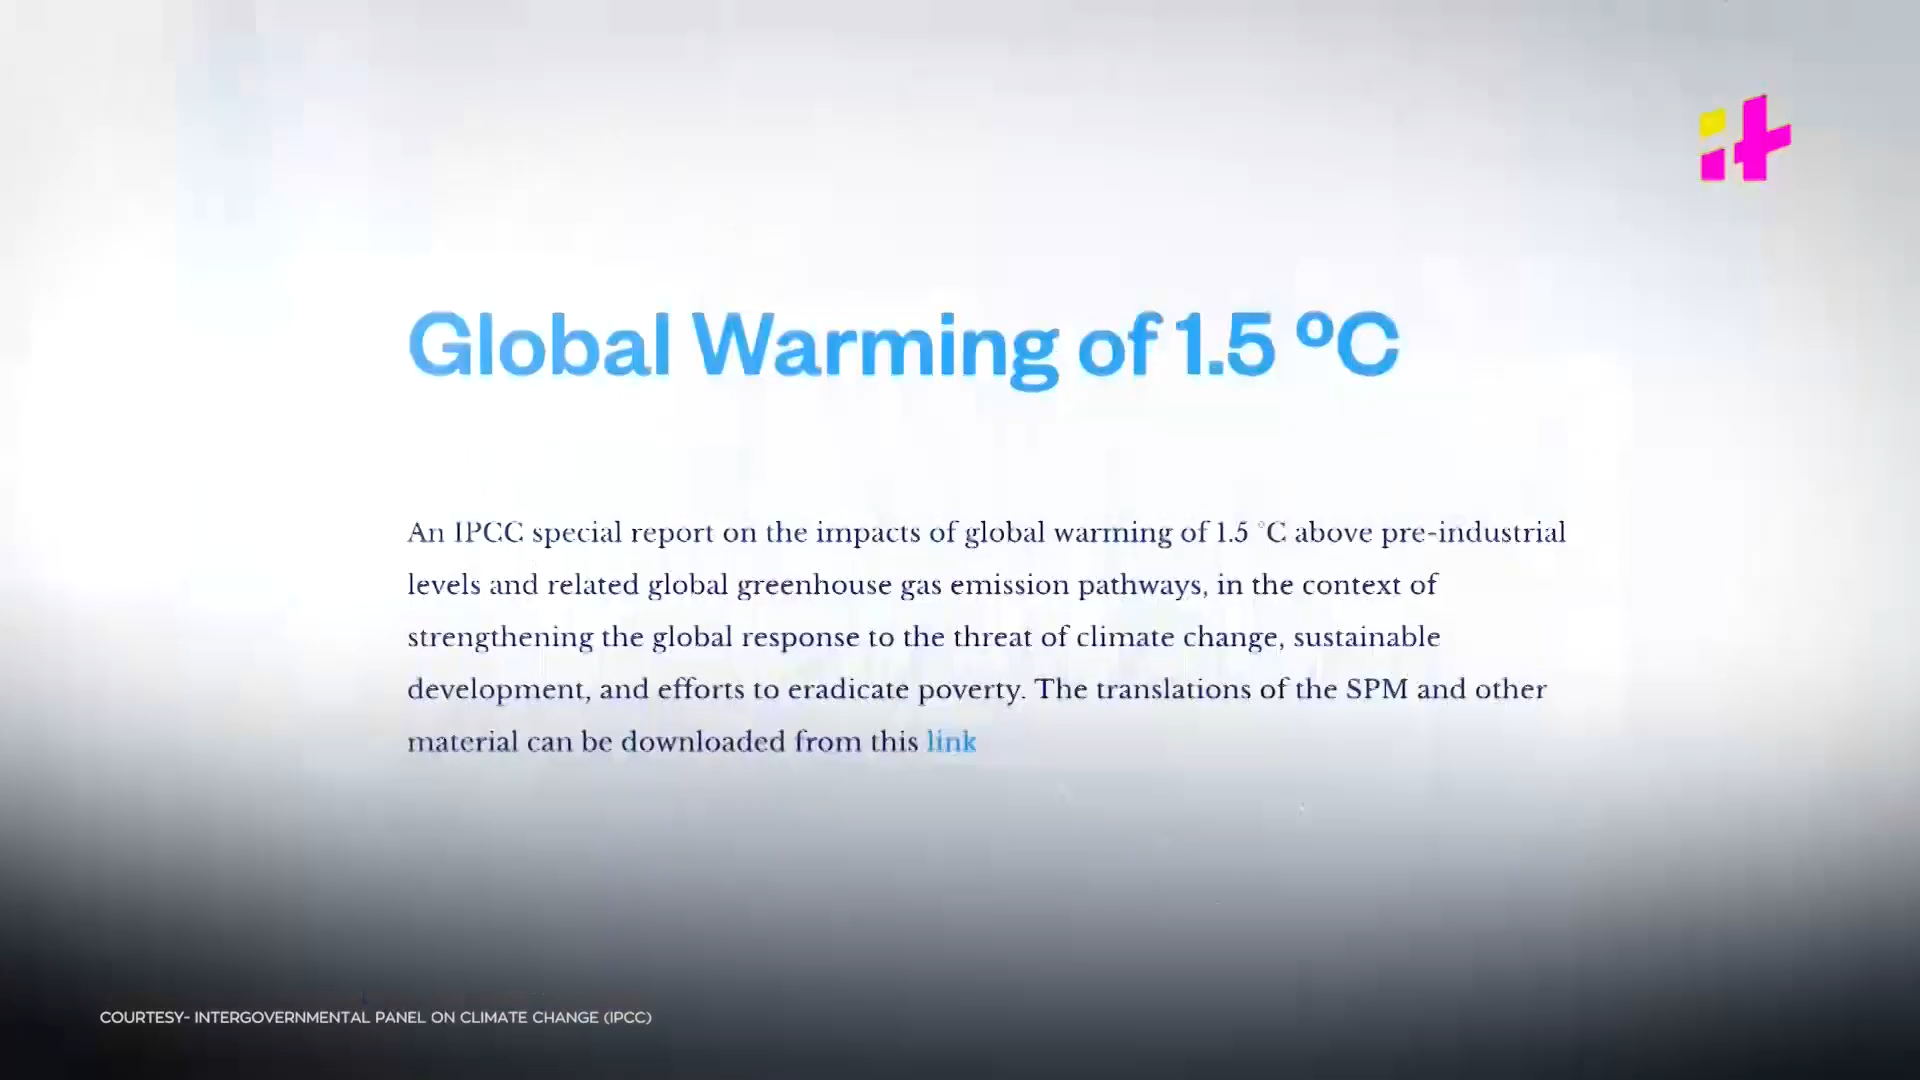 it
Global Warming of 1.5 ºC
An IPCC special report on the impacts of global warming of 1.5 °C above pre-industrial
levels and related global greenhouse gas emission pathways, in the context of
strengthening the global response to the threat of climate change, sustainable
development, and efforts to eradicate poverty. The translations of the SPM and other
material can be downloaded from this link
COURTESY- INTERGOVERNMENTAL PANEL ON CLIMATE CHANGE (IPCC)